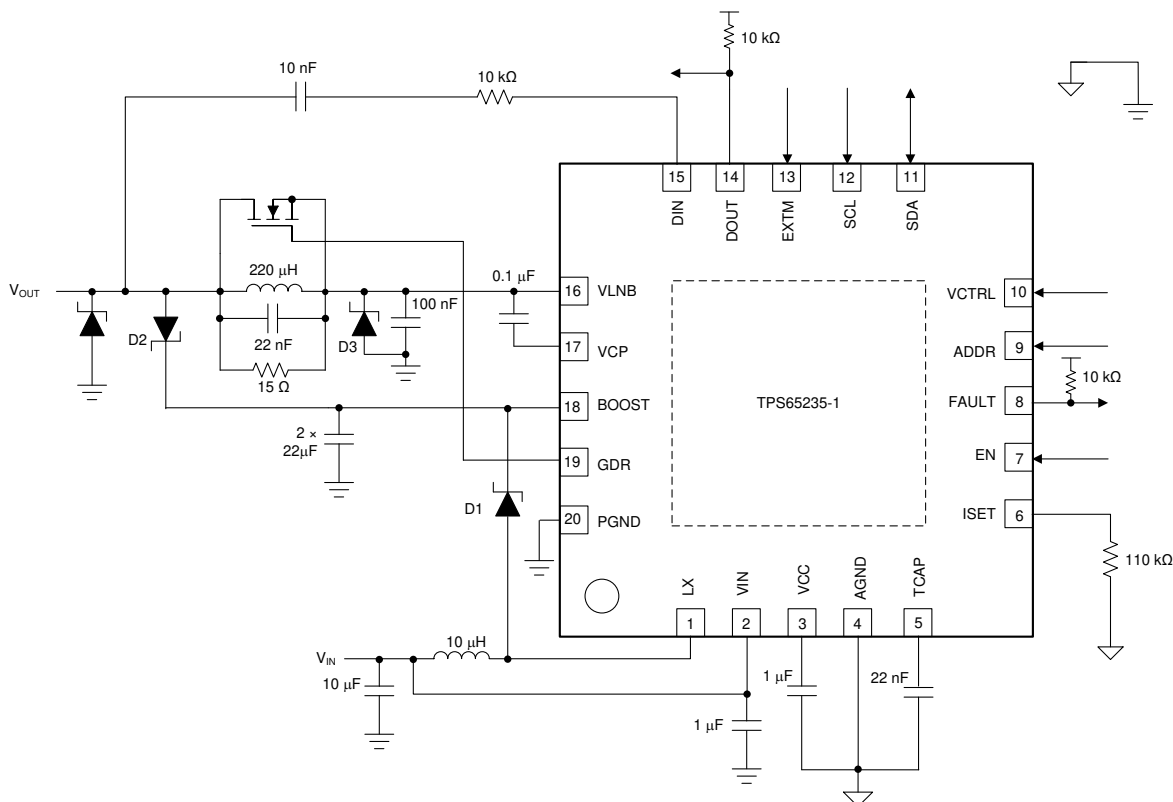 10 kΩ
10 nF
10 kΩ
15
14
13
12
11
DIN
DOUT
EXTM
SCL
SDA
220 μH
0.1 μF
V_OUT
16 VLNB
VCTRL 10
100 nF
D2
22 nF
D3
17 VCP
ADDR 9
15 Ω
10 kΩ
18 BOOST
TPS65235-1
FAULT 8
2 ×
22μF
19 GDR
EN 7
D1
20 PGND
ISET 6
110 kΩ
LX
VIN
VCC
AGND
TCAP
1
2
3
4
5
10 μH
V_IN
10 μF
1 μF
22 nF
1 μF